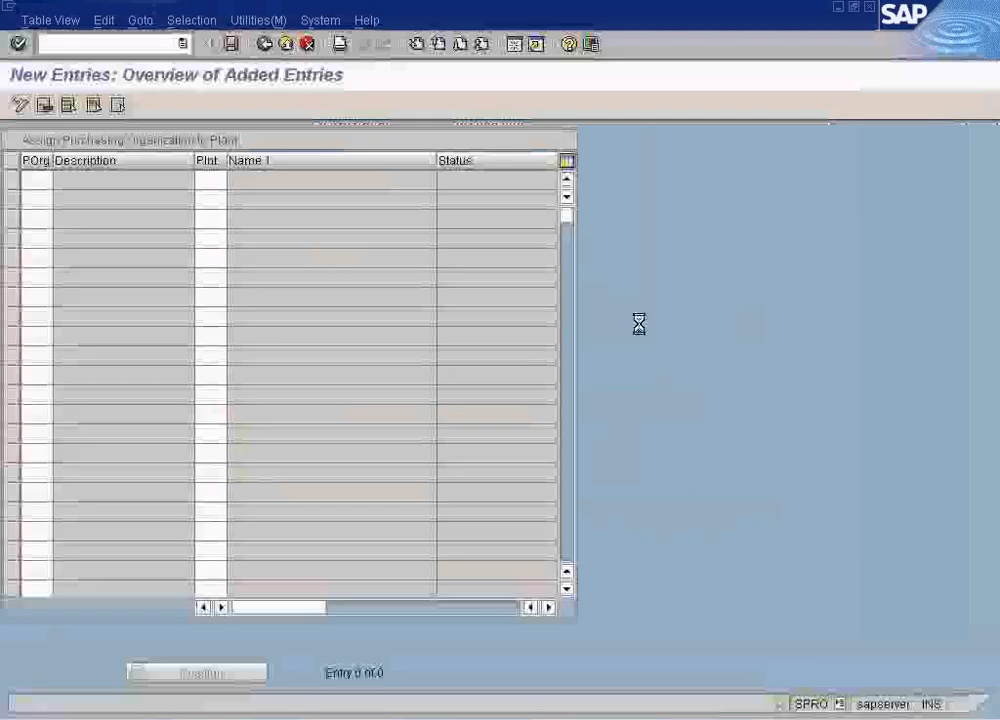 Table View Edit Goto Selection Utilities(M) System Help
SAP
New Entries: Overview of Added Entries
Assign Purchasing Organization to Plant
POrg Description Plnt Name 1 Status
Position...
Entry 0 of 0
SPRO sapserver INS